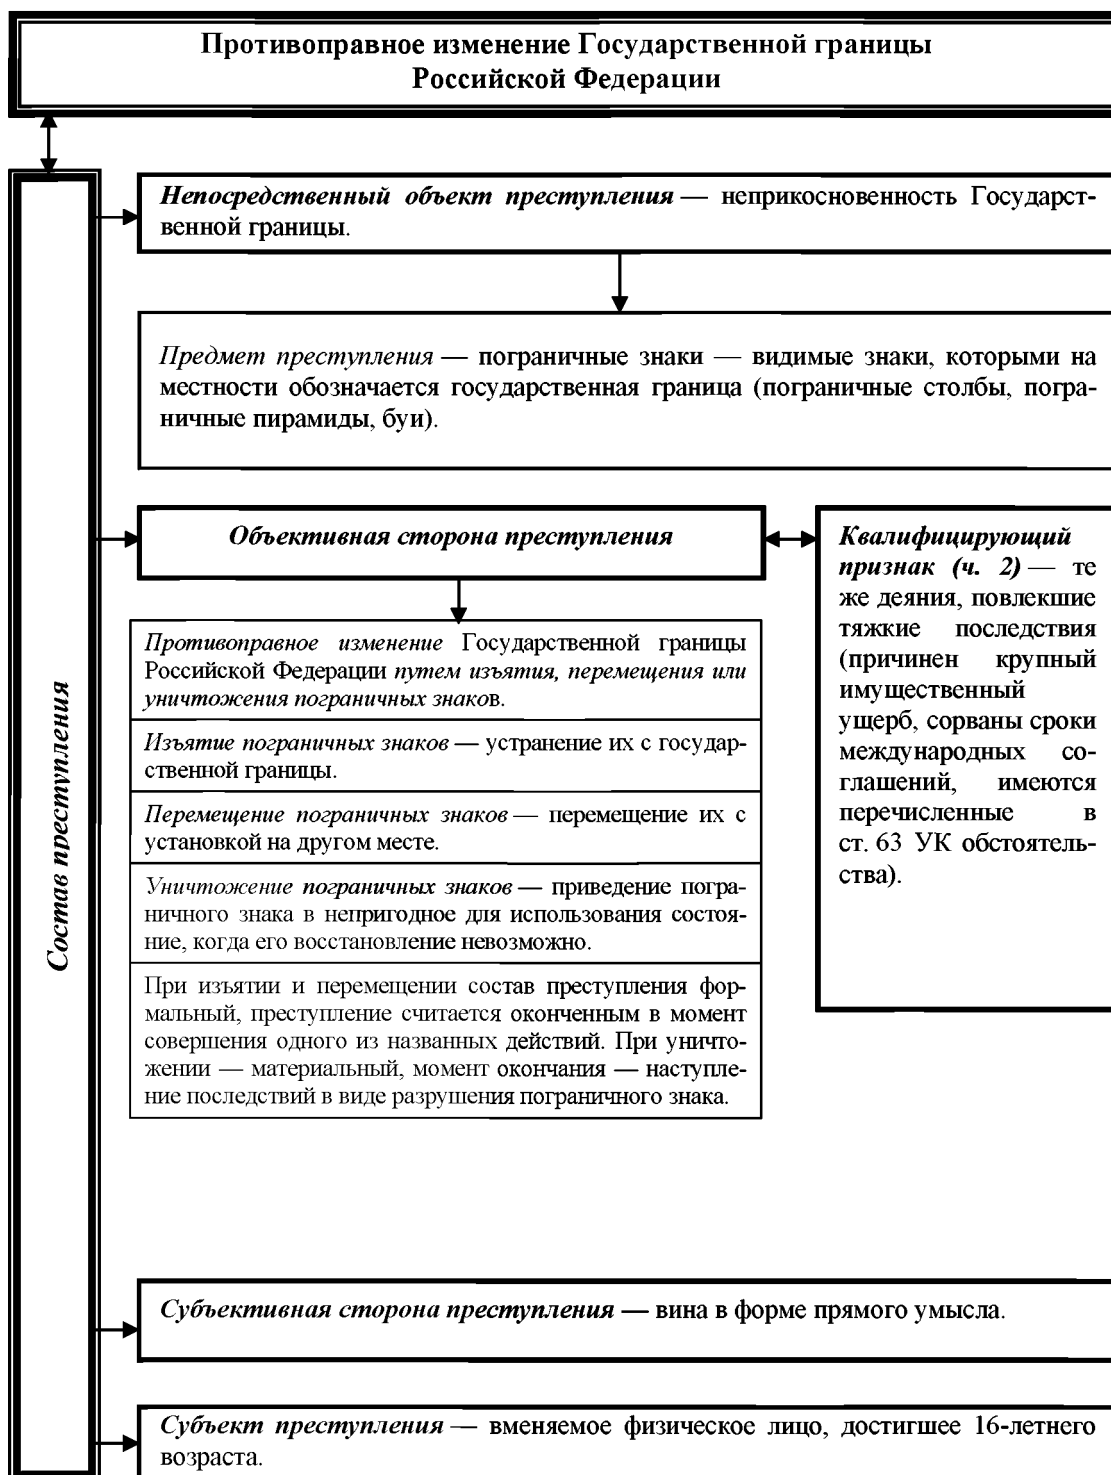 Противоправное изменение Государственной границы
Российской Федерации
Состав преступления
Непосредственный объект преступления — неприкосновенность Государст-
венной границы.
Предмет преступления — пограничные знаки — видимые знаки, которыми на
местности обозначается государственная граница (пограничные столбы, погра-
ничные пирамиды, буи).
Объективная сторона преступления
Противоправное изменение Государственной границы
Российской Федерации путем изъятия, перемещения или
уничтожения пограничных знаков.
Изъятие пограничных знаков — устранение их с государ-
ственной границы.
Перемещение пограничных знаков — перемещение их с
установкой на другом месте.
Уничтожение пограничных знаков — приведение погра-
ничного знака в непригодное для использования состоя-
ние, когда его восстановление невозможно.
При изъятии и перемещении состав преступления фор-
мальный, преступление считается оконченным в момент
совершения одного из названных действий. При уничто-
жении — материальный, момент окончания — наступле-
ние последствий в виде разрушения пограничного знака.
Квалифицирующий
признак (ч. 2) — те
же деяния, повлекшие
тяжкие последствия
(причинен крупный
имущественный
ущерб, сорваны сроки
международных со-
глашений, имеются
перечисленные в
ст. 63 УК обстоятель-
ства).
Субъективная сторона преступления — вина в форме прямого умысла.
Субъект преступления — вменяемое физическое лицо, достигшее 16-летнего
возраста.